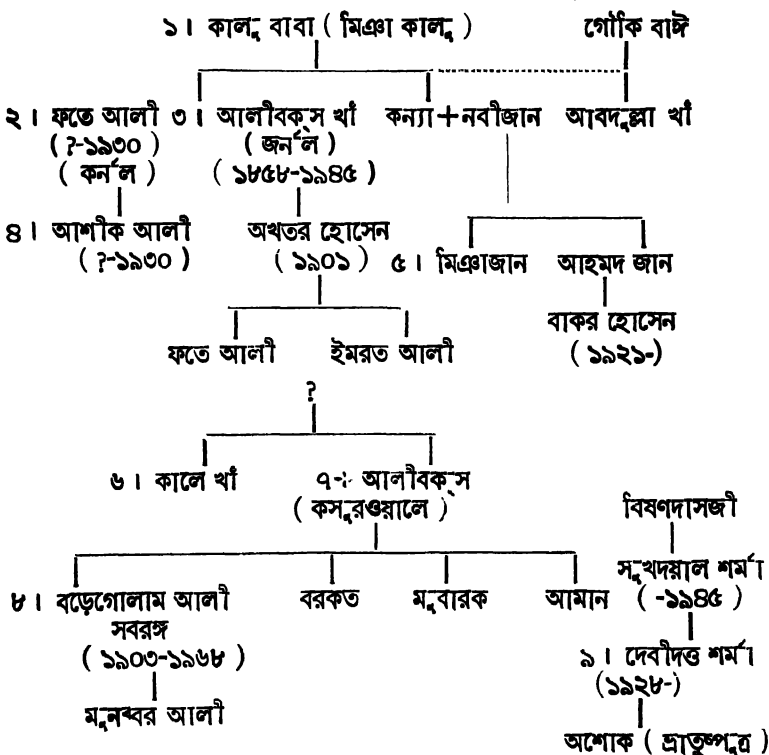 ১। কালু বাবা ( মিঞা কালু ) গৌকি বাঈ
২। ফতে আলী ৩। আলীবক্স খাঁ কন্যা+নবীজান আবদুল্লা খাঁ
( ?-১৯৩০ ) ( জর্নল )
( কর্নল ) ( ১৮৫৮-১৯৪৫ )
৪। আশীক আলী অখতর হোসেন
( ?-১৯৩০ ) ( ১৯০১ ) ৫। মিঞাজান আহমদ জান
ফতে আলী ইমরত আলী বাকর হোসেন
( ১৯২১-)
?
৬। কালে খাঁ ৭-: আলীবক্স
( কসুরওয়ালে ) বিষণদাসজী
সুখদয়াল শর্মা
৮। বড়েগোলাম আলী বরকত মুবারক আমান ( -১৯৪৫ )
সবরঙ্গ
( ১৯০৩-১৯৬৮ ) ৯। দেবীদত্ত শর্মা
(১৯২৮-)
মুনব্বর আলী
অশোক ( ভ্রাতুষ্পুত্র )